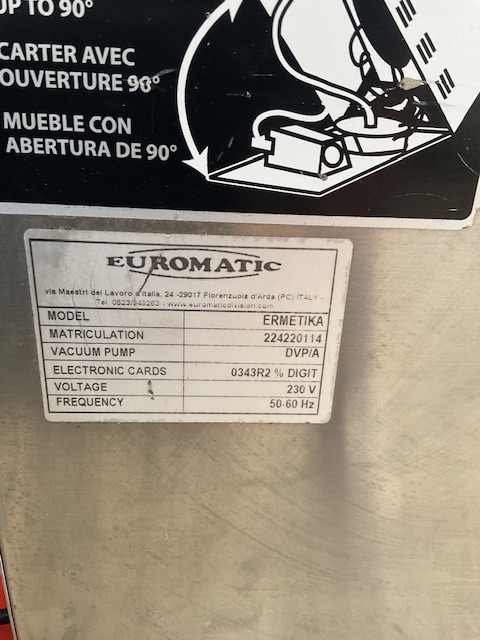 UP TO 90°
CARTER AVEC
OUVERTURE 90°
MUEBLE CON
ABERTURA DE 90°
EUROMATIC
via Maestri del Lavoro d'Italia, 24 -29017 Fiorenzuola d'Arda (PC) ITALY -
Tel. 0523/949263 - www.euromaticdivision.com
MODEL ERMETIKA
MATRICULATION 224220114
VACUUM PUMP DVP/A
ELECTRONIC CARDS 0343R2 % DIGIT
VOLTAGE 230 V
FREQUENCY 50-60 Hz